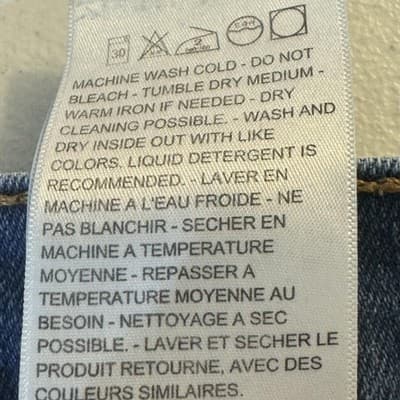 30
MACHINE WASH COLD - DO NOT
BLEACH - TUMBLE DRY MEDIUM -
WARM IRON IF NEEDED - DRY
CLEANING POSSIBLE. - WASH AND
DRY INSIDE OUT WITH LIKE
COLORS. LIQUID DETERGENT IS
RECOMMENDED. - LAVER EN
MACHINE A L'EAU FROIDE - NE
PAS BLANCHIR - SECHER EN
MACHINE A TEMPERATURE
MOYENNE - REPASSER A
TEMPERATURE MOYENNE AU
BESOIN - NETTOYAGE A SEC
POSSIBLE. - LAVER ET SECHER LE
PRODUIT RETOURNE, AVEC DES
COULEURS SIMILAIRES.